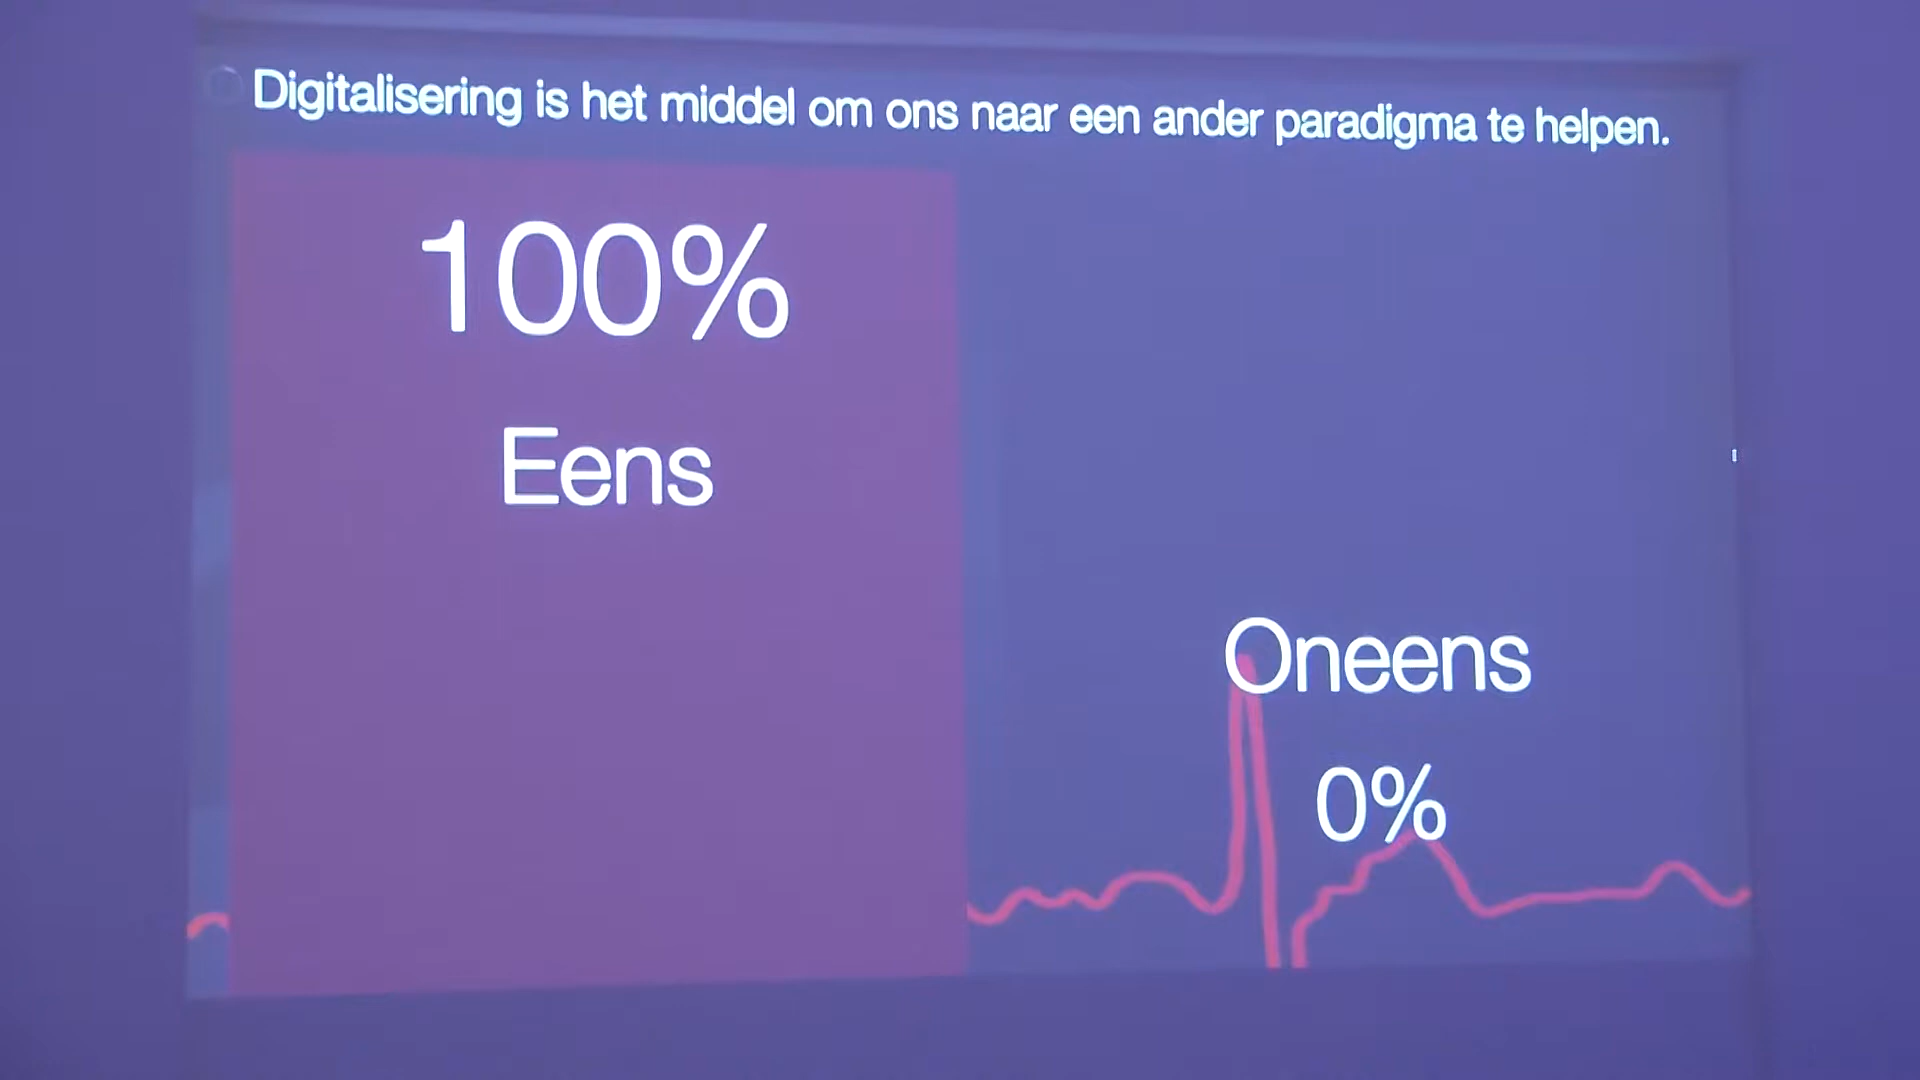 Digitalisering is het middel om ons naar een ander paradigma te helpen.
100%
Eens
Oneens
0%